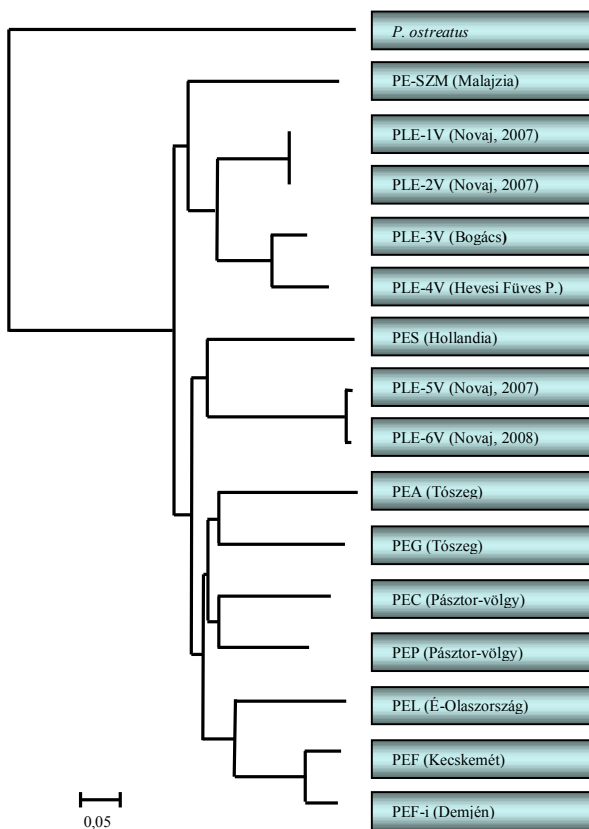 P. ostreatus
PE-SZM (Malajzia)
PLE-1V (Novaj, 2007)
PLE-2V (Novaj, 2007)
PLE-3V (Bogács)
PLE-4V (Hevesi Füves P.)
PES (Hollandia)
PLE-5V (Novaj, 2007)
PLE-6V (Novaj, 2008)
PEA (Tószeg)
PEG (Tószeg)
PEC (Pásztor-völgy)
PEP (Pásztor-völgy)
PEL (É-Olaszország)
PEF (Kecskemét)
PEF-i (Demjén)
0,05